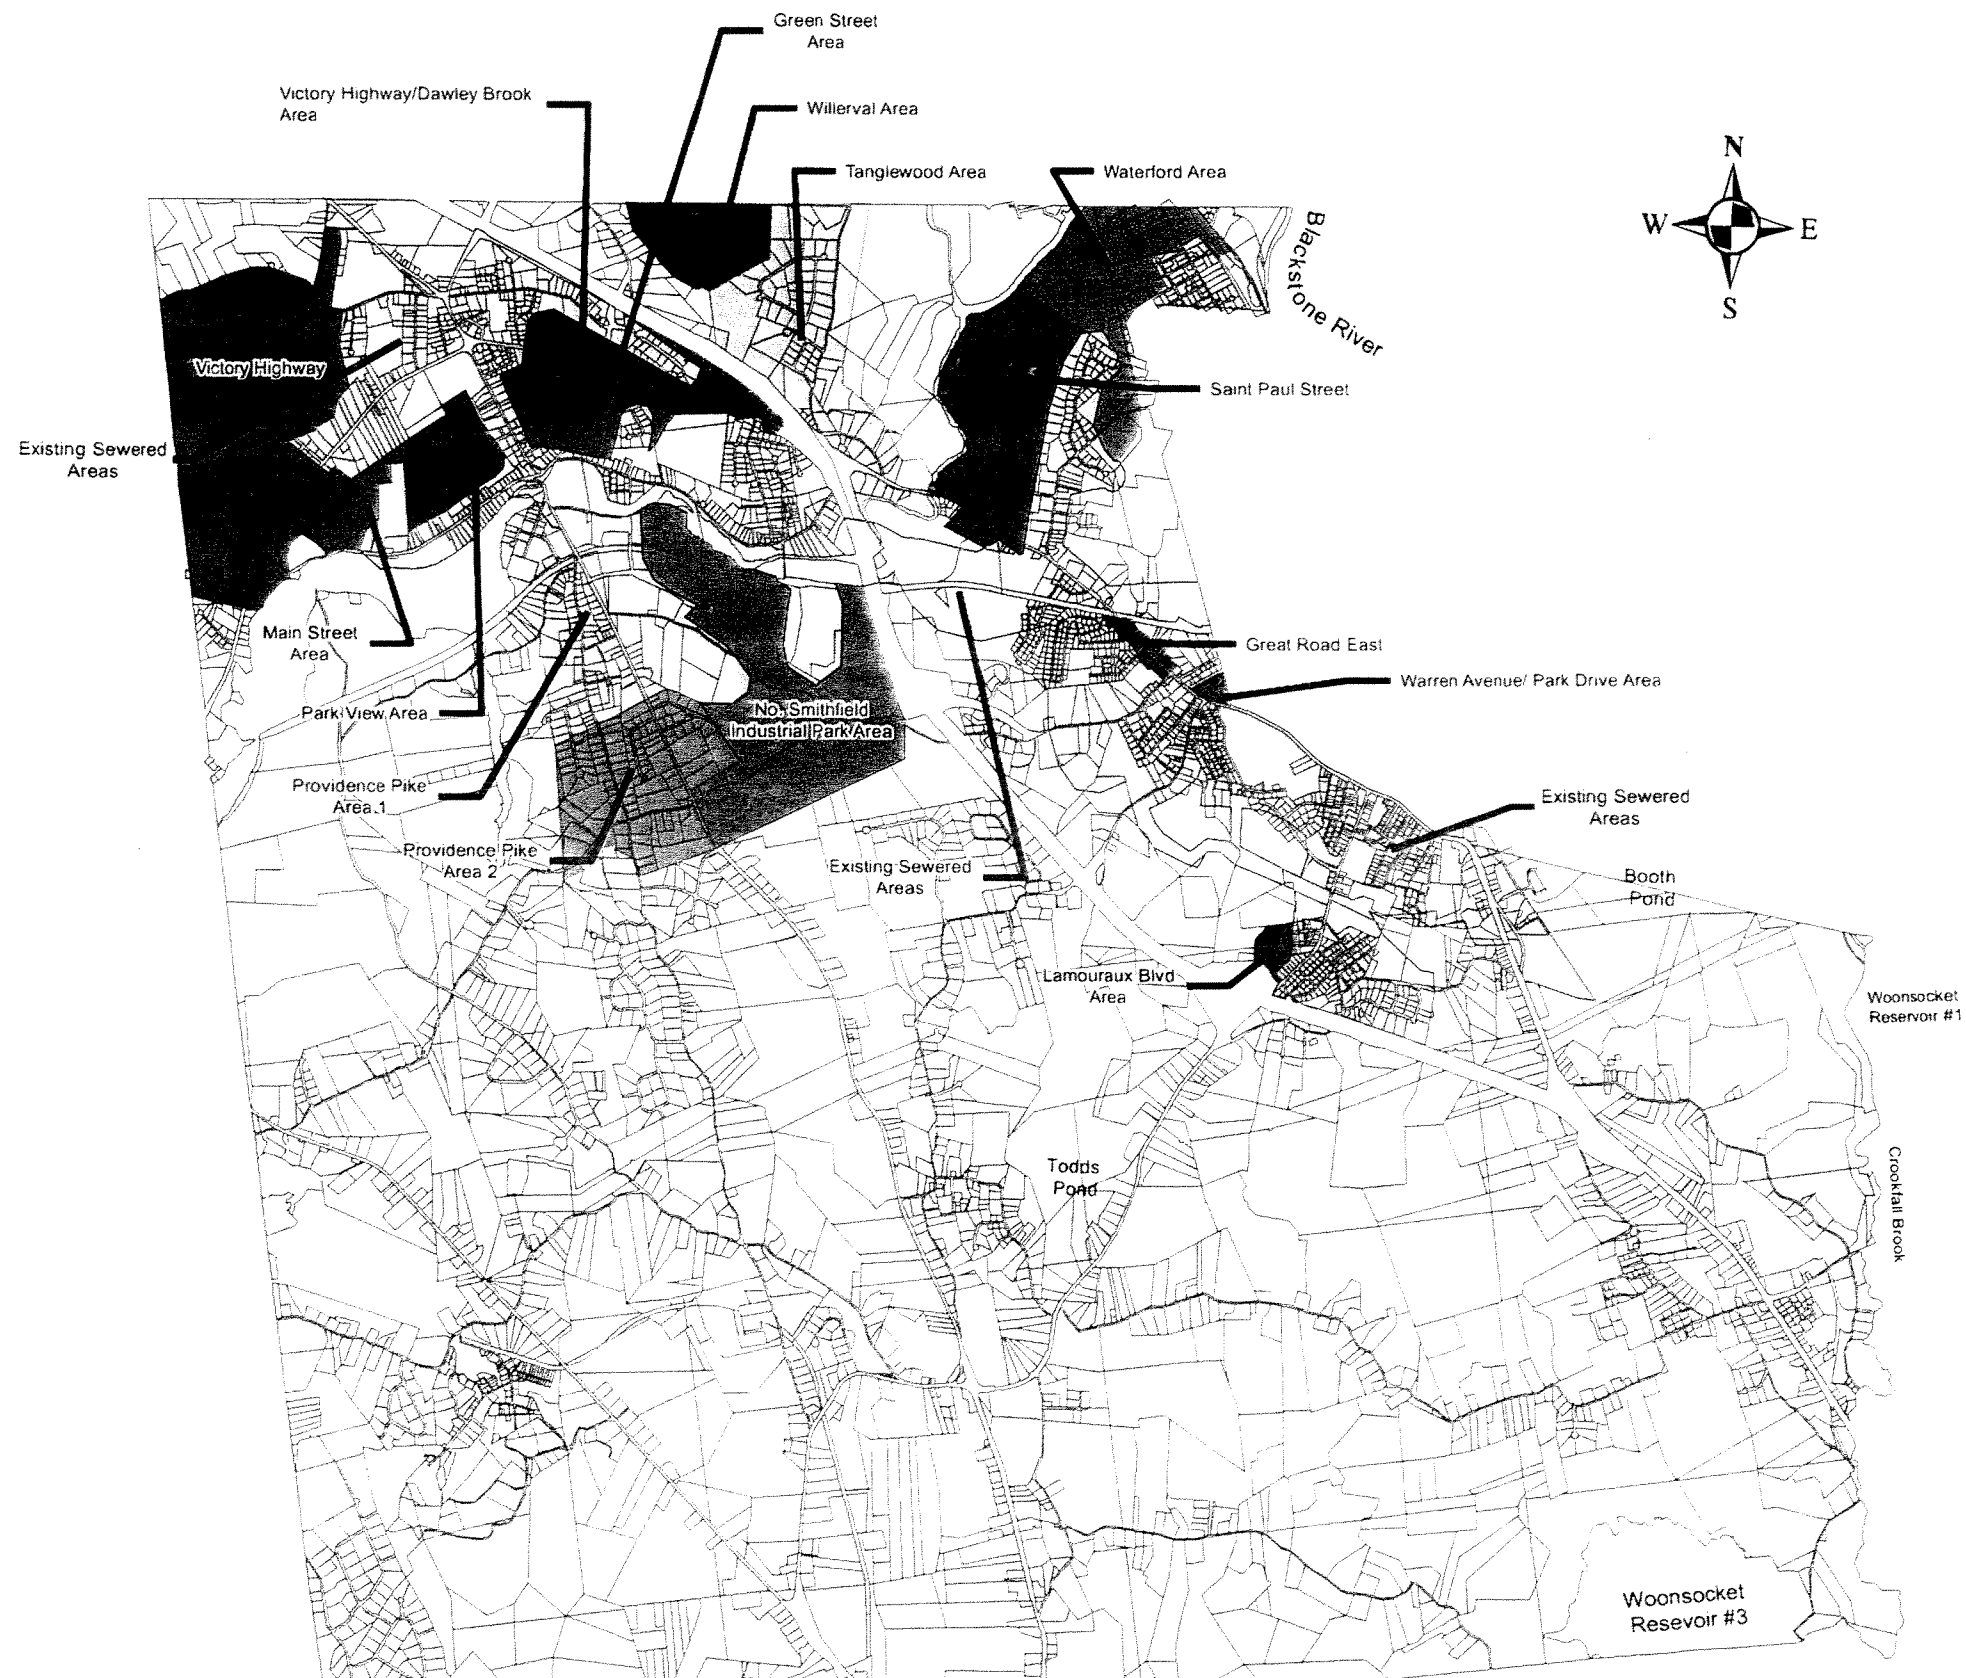 Green Street
Area
Victory Highway/Dawley Brook
Area
Willerval Area
Tanglewood Area
Waterford Area
N
W
E
S
Blackstone River
Victory Highway
Saint Paul Street
Existing Sewered
Areas
Main Street
Area
Great Road East
Warren Avenue/ Park Drive Area
Park View Area
No. Smithfield
Industrial Park Area
Providence Pike
Area 1
Existing Sewered
Areas
Providence Pike
Area 2
Existing Sewered
Areas
Booth
Pond
Lamouraux Blvd
Area
Woonsocket
Reservoir #1
Todds
Pond
Crookfall Brook
Woonsocket
Resevoir #3